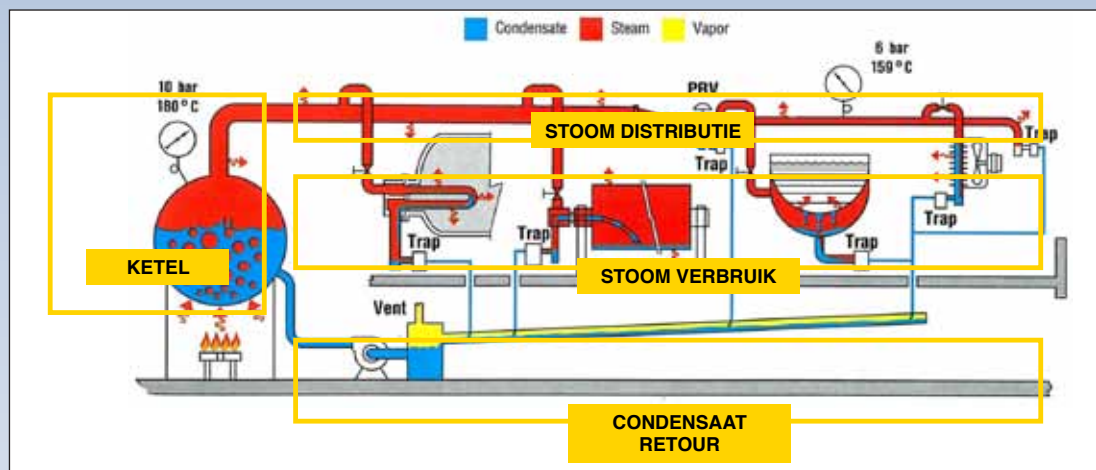 Condensate Steam Vapor
10 bar
180°C
6 bar
159°C
PRV
STOOM DISTRIBUTIE
Trap
Trap
Trap
Trap
Trap
Trap
KETEL
STOOM VERBRUIK
Vent
CONDENSAAT
RETOUR